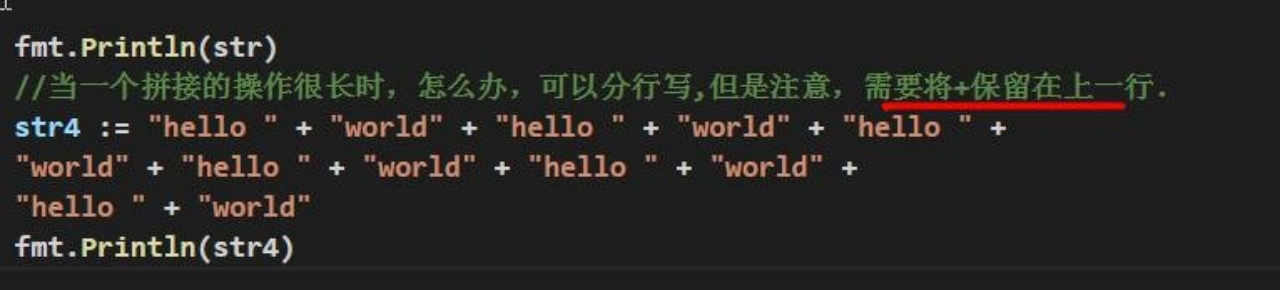 fmt.Println(str)
//当一个拼接的操作很长时，怎么办，可以分行写,但是注意，需要将+保留在上一行.
str4 := "hello " + "world" + "hello " + "world" + "hello " +
"world" + "hello " + "world" + "hello " + "world" +
"hello " + "world"
fmt.Println(str4)